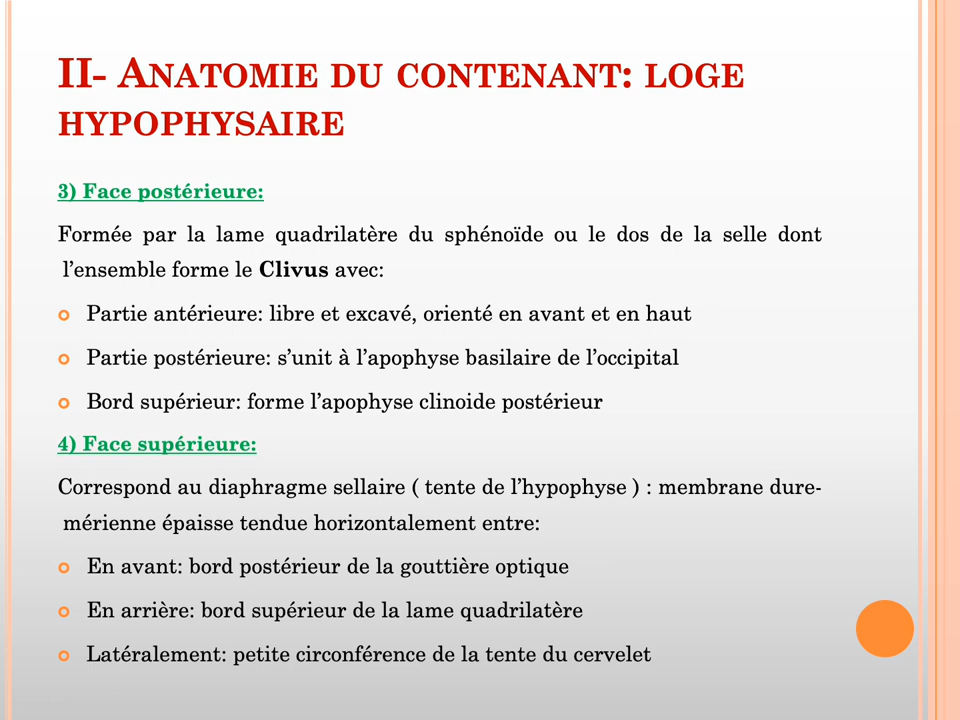 II- ANATOMIE DU CONTENANT: LOGE
HYPOPHYSAIRE
3) Face postérieure:
Formée par la lame quadrilatère du sphénoïde ou le dos de la selle dont
l’ensemble forme le Clivus avec:
Partie antérieure: libre et excavé, orienté en avant et en haut
Partie postérieure: s’unit à l’apophyse basilaire de l’occipital
Bord supérieur: forme l’apophyse clinoide postérieur
4) Face supérieure:
Correspond au diaphragme sellaire ( tente de l’hypophyse ) : membrane dure-
mérienne épaisse tendue horizontalement entre:
En avant: bord postérieur de la gouttière optique
En arrière: bord supérieur de la lame quadrilatère
Latéralement: petite circonférence de la tente du cervelet